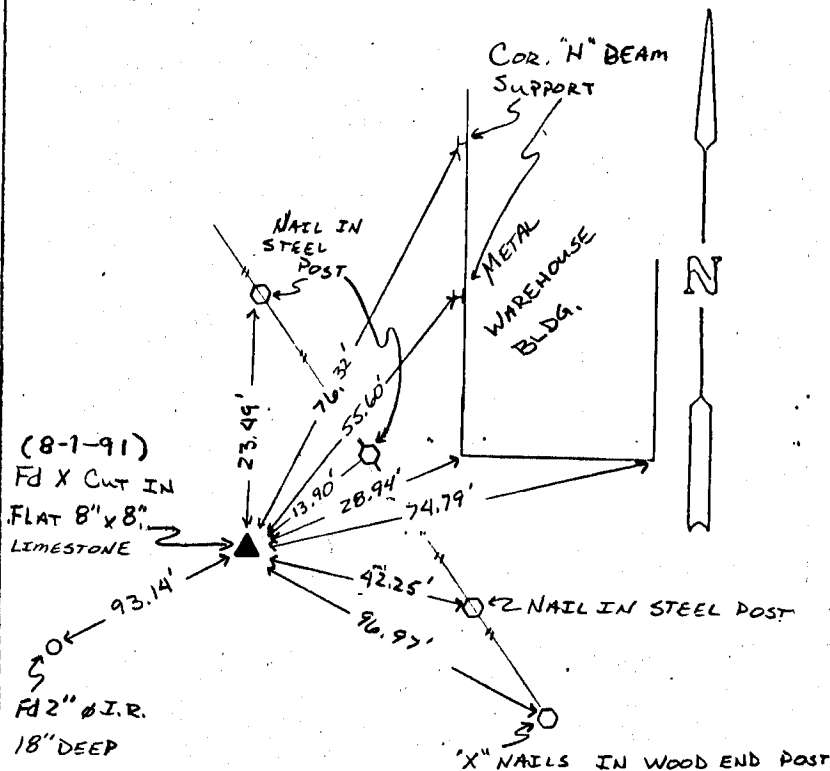 COR. "H" BEAM
SUPPORT
NAIL IN
STEEL
POST
METAL
WAREHOUSE
BLDG.
N
76.32'
55.60'
23.49'
13.90'
28.94'
74.79'
(8-1-91)
Fd X CUT IN
FLAT 8" x 8"
LIMESTONE
93.14'
42.25'
96.97'
NAIL IN STEEL POST
Fd 2" ø I.R.
18" DEEP
"X" NAILS IN WOOD END POST